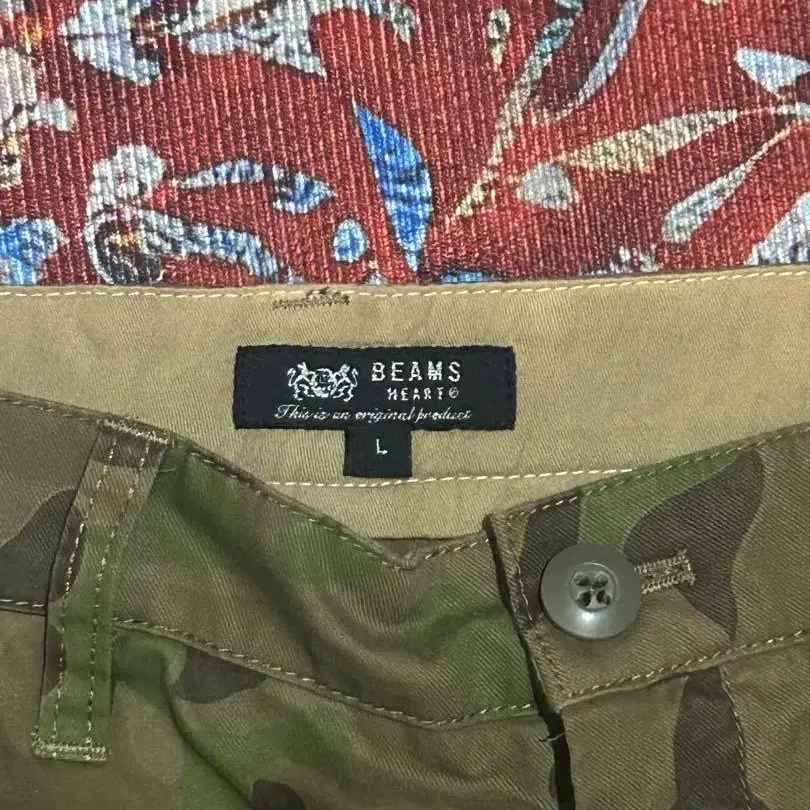 BEAMS
HEART©
This is an original product
L